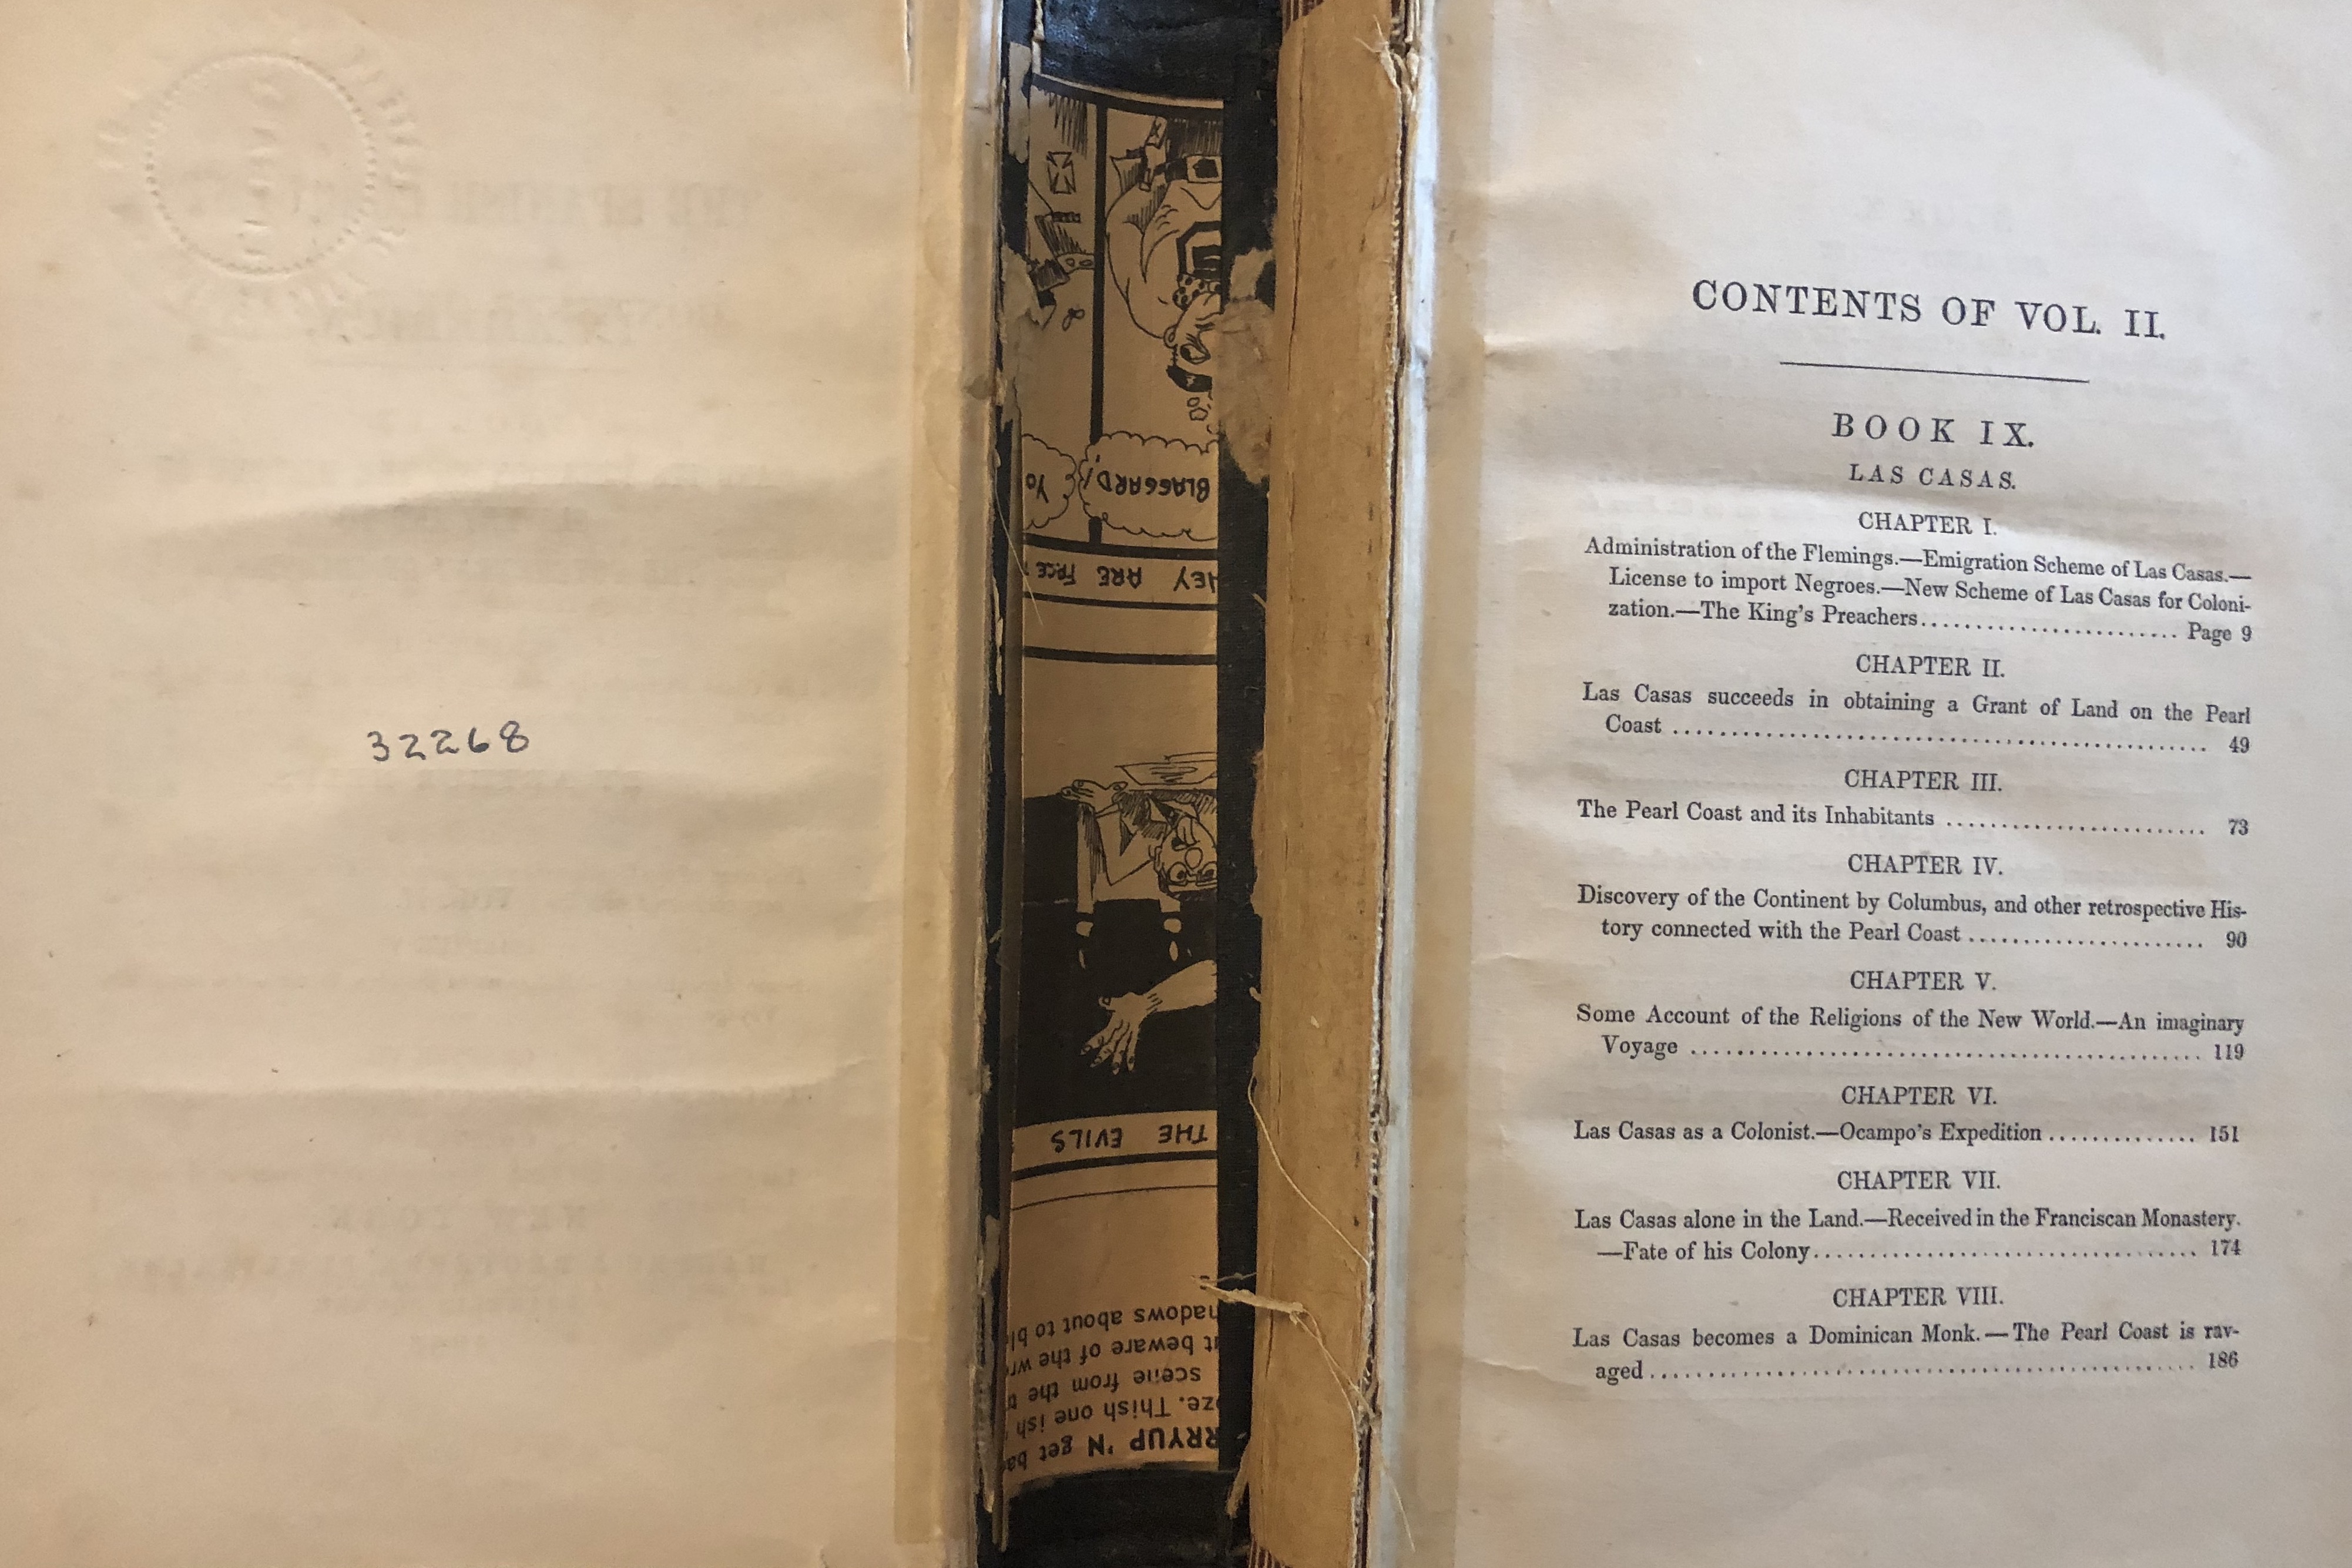 32268
BLAGGARD!
YO
HEY ARE FACE
THE EVILS
hadows about to bl
t beware of the wr
scene from the
oze. Thish one ish
RRYUP 'N get ba
CONTENTS OF VOL. II.
BOOK IX.
LAS CASAS.
CHAPTER I.
Administration of the Flemings.—Emigration Scheme of Las Casas.—
License to import Negroes.—New Scheme of Las Casas for Coloni-
zation.—The King's Preachers........................ Page 9
CHAPTER II.
Las Casas succeeds in obtaining a Grant of Land on the Pearl
Coast ................................................ 49
CHAPTER III.
The Pearl Coast and its Inhabitants ........................ 73
CHAPTER IV.
Discovery of the Continent by Columbus, and other retrospective His-
tory connected with the Pearl Coast ...................... 90
CHAPTER V.
Some Account of the Religions of the New World.—An imaginary
Voyage ................................................ 119
CHAPTER VI.
Las Casas as a Colonist.—Ocampo's Expedition .............. 151
CHAPTER VII.
Las Casas alone in the Land.—Received in the Franciscan Monastery.
—Fate of his Colony.................................... 174
CHAPTER VIII.
Las Casas becomes a Dominican Monk.—The Pearl Coast is rav-
aged .................................................... 186